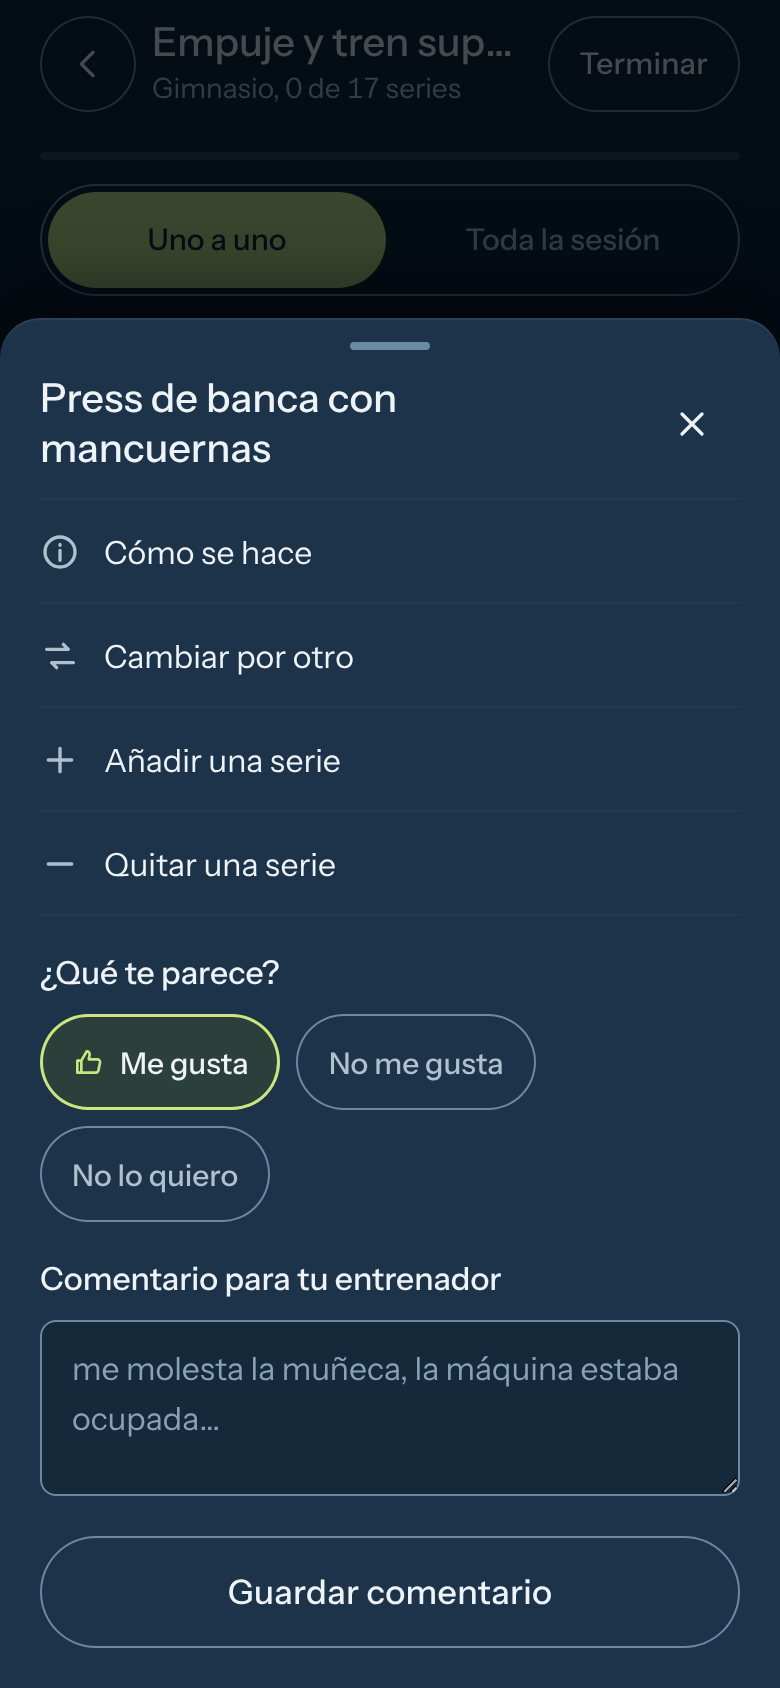 Empuje y tren sup...
Gimnasio, 0 de 17 series
Terminar
Uno a uno
Toda la sesión
Press de banca con
mancuernas
Cómo se hace
Cambiar por otro
Añadir una serie
Quitar una serie
¿Qué te parece?
Me gusta
No me gusta
No lo quiero
Comentario para tu entrenador
me molesta la muñeca, la máquina estaba
ocupada...
Guardar comentario